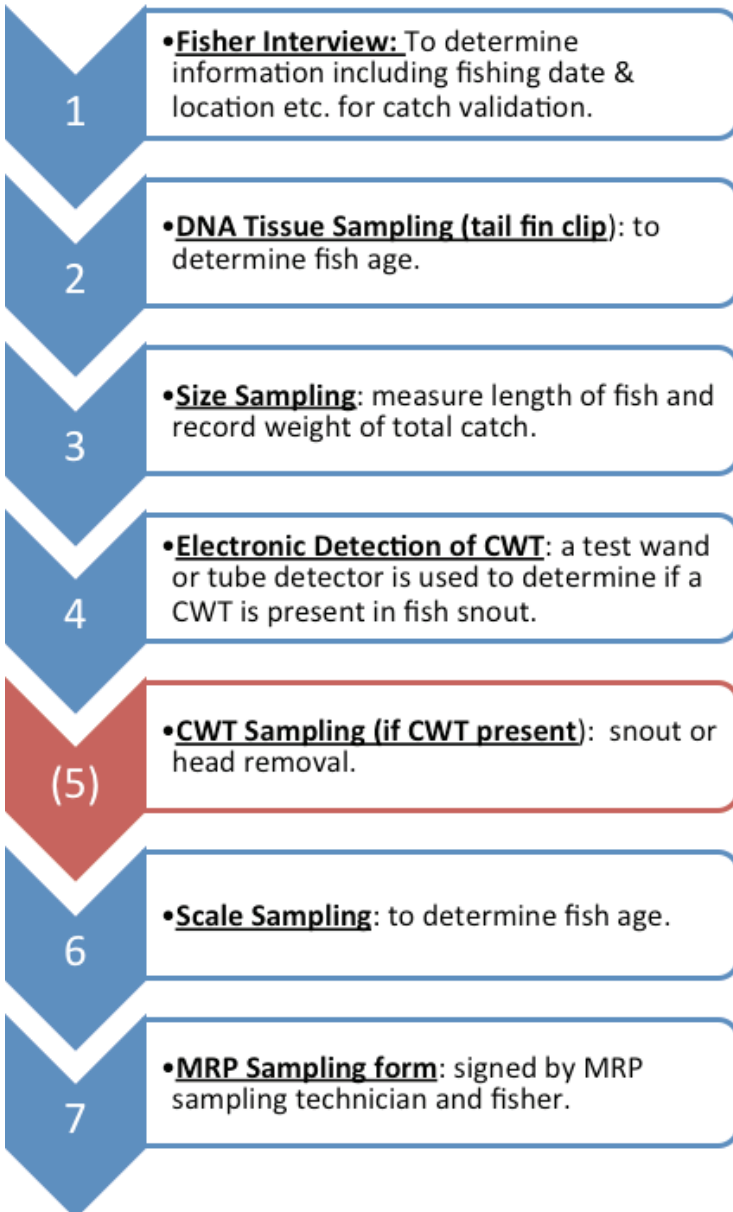 1
•Fisher Interview: To determine
information including fishing date &
location etc. for catch validation.
2
•DNA Tissue Sampling (tail fin clip): to
determine fish age.
3
•Size Sampling: measure length of fish and
record weight of total catch.
4
•Electronic Detection of CWT: a test wand
or tube detector is used to determine if a
CWT is present in fish snout.
(5)
•CWT Sampling (if CWT present): snout or
head removal.
6
•Scale Sampling: to determine fish age.
7
•MRP Sampling form: signed by MRP
sampling technician and fisher.